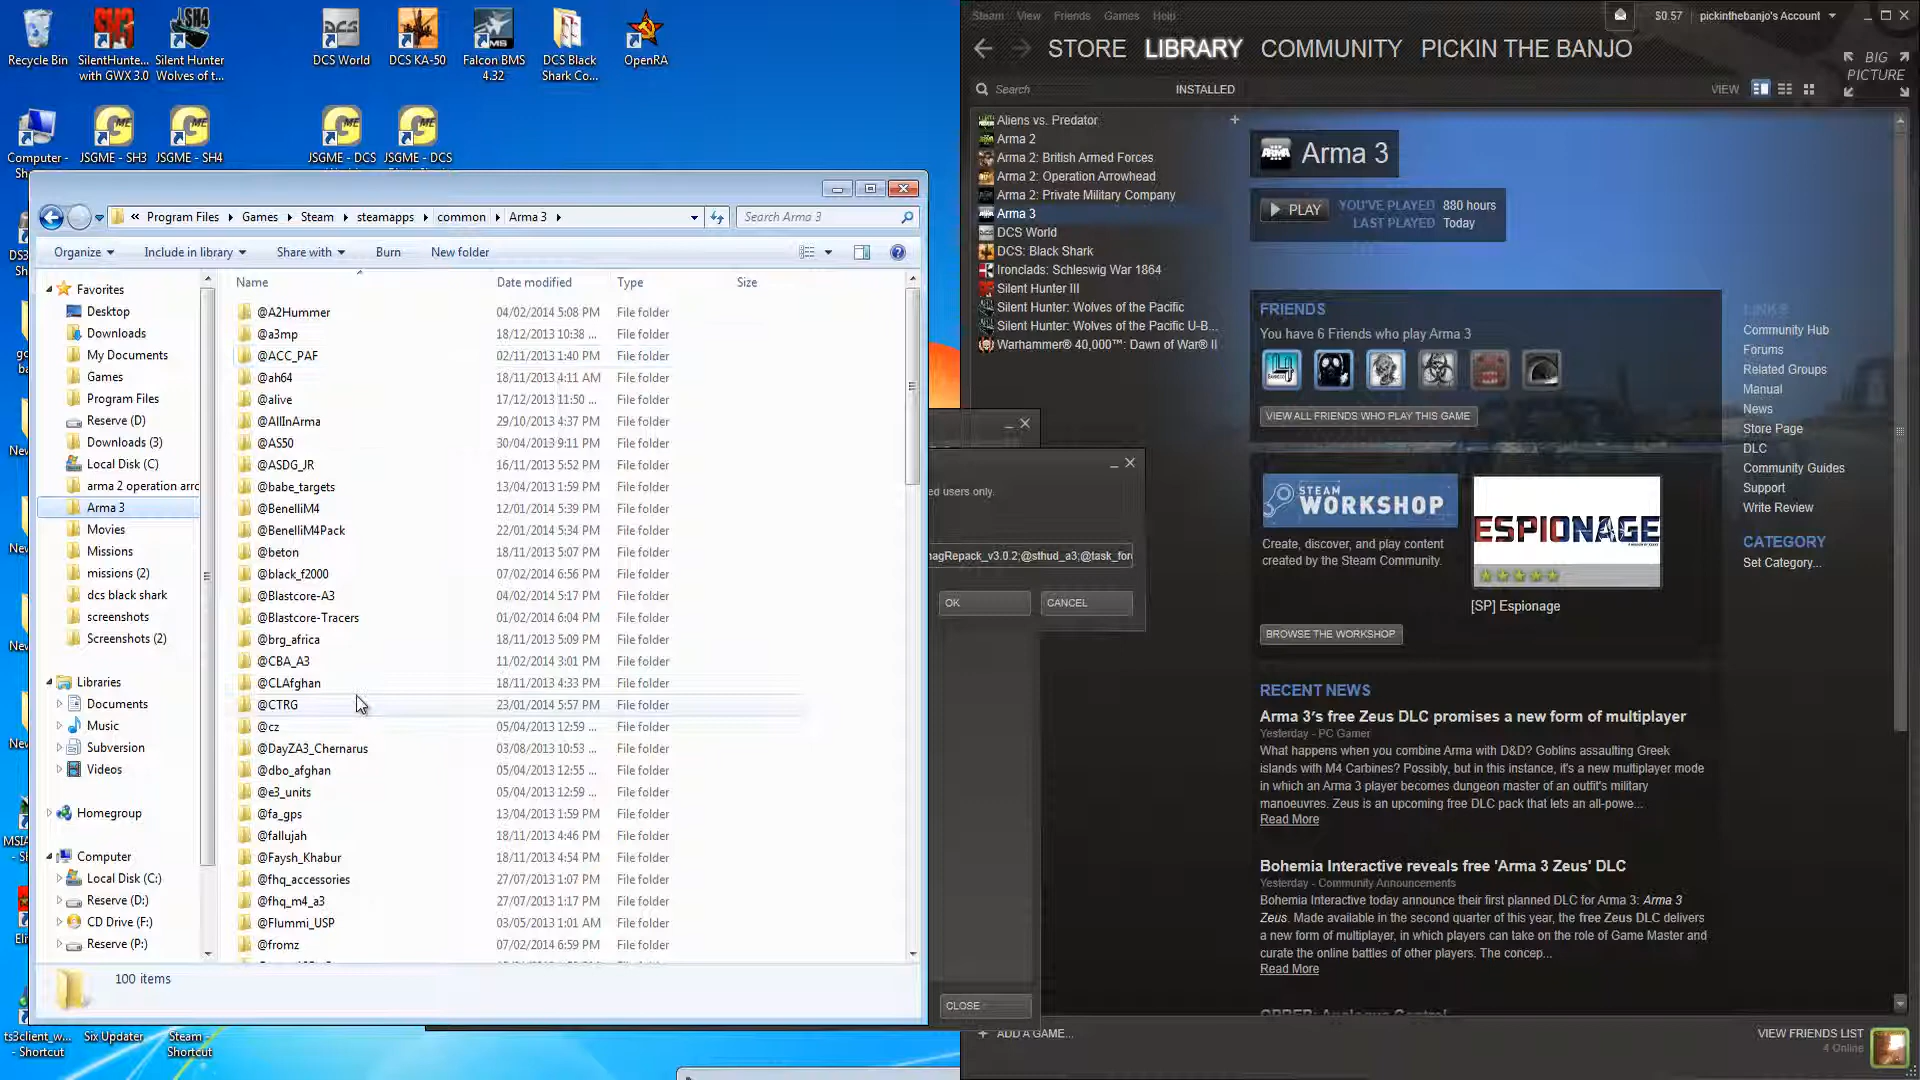 Recycle Bin
SilentHunte... with GWX 3.0
Silent Hunter Wolves of t...
DCS World
DCS KA-50
Falcon BMS 4.32
DCS Black Shark Co...
OpenRA
Computer -
JSGME - SH3
JSGME - SH4
JSGME - DCS
JSGME - DCS
« Program Files Games Steam steamapps common Arma 3
Search Arma 3
Organize Include in library Share with Burn New folder
Name Date modified Type Size
Favorites
Desktop
Downloads
My Documents
Games
Program Files
Reserve (D)
Downloads (3)
Local Disk (C)
arma 2 operation arro
Arma 3
Movies
Missions
missions (2)
dcs black shark
screenshots
Screenshots (2)
Libraries
Documents
Music
Subversion
Videos
Homegroup
Computer
Local Disk (C:)
Reserve (D:)
CD Drive (F:)
Reserve (P:)
@A2Hummer 04/02/2014 5:08 PM File folder
@a3mp 18/12/2013 10:38 ... File folder
@ACC_PAF 02/11/2013 1:40 PM File folder
@ah64 18/11/2013 4:11 AM File folder
@alive 17/12/2013 11:50 ... File folder
@AllInArma 29/10/2013 4:37 PM File folder
@AS50 30/04/2013 9:11 PM File folder
@ASDG_JR 16/11/2013 5:52 PM File folder
@babe_targets 13/04/2013 1:59 PM File folder
@BenelliM4 12/01/2014 5:39 PM File folder
@BenelliM4Pack 22/01/2014 5:34 PM File folder
@beton 18/11/2013 5:07 PM File folder
@black_f2000 07/02/2014 6:56 PM File folder
@Blastcore-A3 04/02/2014 5:17 PM File folder
@Blastcore-Tracers 01/02/2014 6:04 PM File folder
@brg_africa 18/11/2013 5:09 PM File folder
@CBA_A3 11/02/2014 3:01 PM File folder
@CLAfghan 18/11/2013 4:33 PM File folder
@CTRG 23/01/2014 5:57 PM File folder
@cz 05/04/2013 12:59 ... File folder
@DayZA3_Chernarus 03/08/2013 10:53 ... File folder
@dbo_afghan 05/04/2013 12:55 ... File folder
@e3_units 05/04/2013 12:59 ... File folder
@fa_gps 13/04/2013 1:59 PM File folder
@fallujah 18/11/2013 4:46 PM File folder
@Faysh_Khabur 18/11/2013 4:54 PM File folder
@fhq_accessories 27/07/2013 1:07 PM File folder
@fhq_m4_a3 27/07/2013 1:17 PM File folder
@Flummi_USP 03/05/2013 1:01 AM File folder
@fromz 07/02/2014 6:59 PM File folder
100 items
ts3client_w... - Shortcut
Six Updater
Steam - Shortcut
Steam View Friends Games Help
$0.57 pickinthebanjo's Account
STORE LIBRARY COMMUNITY PICKIN THE BANJO
BIG PICTURE
Search INSTALLED VIEW
Aliens vs. Predator
Arma 2
Arma 2: British Armed Forces
Arma 2: Operation Arrowhead
Arma 2: Private Military Company
Arma 3
DCS World
DCS: Black Shark
Ironclads: Schleswig War 1864
Silent Hunter III
Silent Hunter: Wolves of the Pacific
Silent Hunter: Wolves of the Pacific U-B...
Warhammer® 40,000™: Dawn of War® II
ed users only.
nagRepack_v3.0.2;@sthud_a3;@task_for
OK CANCEL
CLOSE
ARMA Arma 3
PLAY YOU'VE PLAYED 880 hours
LAST PLAYED Today
FRIENDS
You have 6 Friends who play Arma 3
VIEW ALL FRIENDS WHO PLAY THIS GAME
STEAM WORKSHOP
Create, discover, and play content created by the Steam Community.
BROWSE THE WORKSHOP
ESPIONAGE
[SP] Espionage
RECENT NEWS
Arma 3's free Zeus DLC promises a new form of multiplayer
Yesterday - PC Gamer
What happens when you combine Arma with D&D? Goblins assaulting Greek
islands with M4 Carbines? Possibly, but in this instance, it's a new multiplayer mode
in which an Arma 3 player becomes dungeon master of an outfit's military
manoeuvres. Zeus is an upcoming free DLC pack that lets an all-powe...
Read More
Bohemia Interactive reveals free 'Arma 3 Zeus' DLC
Yesterday - Community Announcements
Bohemia Interactive today announce their first planned DLC for Arma 3: Arma 3
Zeus. Made available in the second quarter of this year, the free Zeus DLC delivers
a new form of multiplayer, in which players can take on the role of Game Master and
curate the online battles of other players. The concep...
Read More
LINKS
Community Hub
Forums
Related Groups
Manual
News
Store Page
DLC
Community Guides
Support
Write Review
CATEGORY
Set Category...
ADD A GAME...
VIEW FRIENDS LIST
4 Online